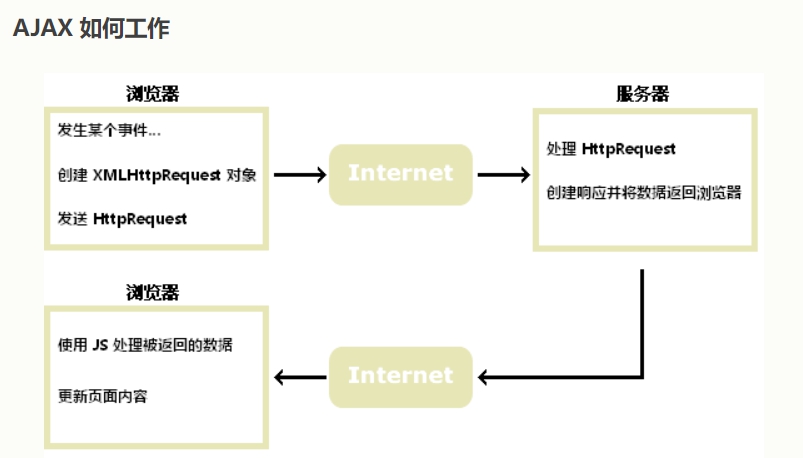 AJAX 如何工作
浏览器
发生某个事件...
创建 XMLHttpRequest 对象
发送 HttpRequest
Internet
服务器
处理 HttpRequest
创建响应并将数据返回浏览器
浏览器
使用 JS 处理被返回的数据
更新页面内容
Internet